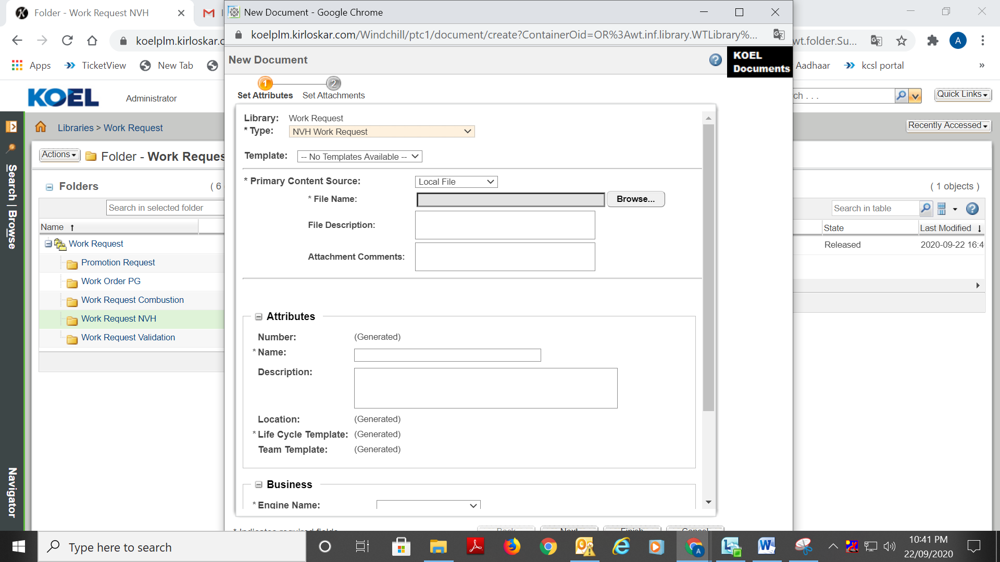 Folder - Work Request NVH
New Document - Google Chrome
koelplm.kirloskar.c
koelplm.kirloskar.com/Windchill/ptc1/document/create?ContainerOid=OR%3Awt.inf.library.WTLibrary%...
wt.folder.Su...
A
Apps
TicketView
New Tab
Aadhaar
kcsl portal
»
New Document
KOEL
Documents
1
2
Set Attributes
Set Attachments
KOEL
Administrator
ch . . .
Quick Links
Libraries > Work Request
Recently Accessed
Actions
Folder - Work Reques
Search | Browse
Navigator
Folders
( 6
Search in selected folder
Name
Work Request
Promotion Request
Work Order PG
Work Request Combustion
Work Request NVH
Work Request Validation
Library: Work Request
* Type: NVH Work Request
Template: -- No Templates Available --
* Primary Content Source: Local File
* File Name: Browse...
File Description:
Attachment Comments:
Attributes
Number: (Generated)
* Name:
Description:
Location: (Generated)
* Life Cycle Template: (Generated)
Team Template: (Generated)
Business
* Engine Name:
* Indicates required fields
Back Next Finish Cancel
( 1 objects )
Search in table
State
Last Modified
Released
2020-09-22 16:4
Type here to search
10:41 PM
22/09/2020